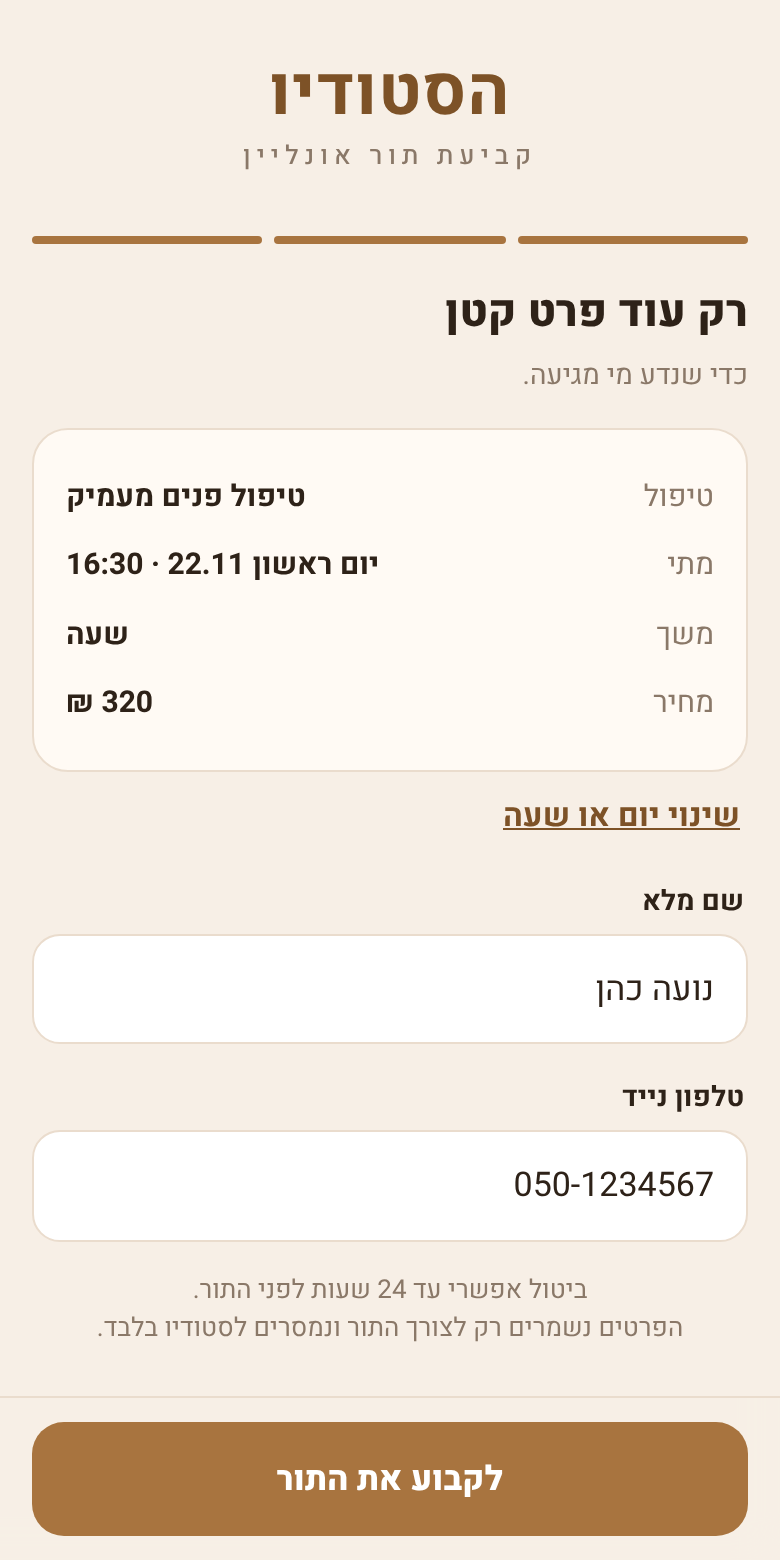 הסטודיו
קביעת תור אונליין
רק עוד פרט קטן
כדי שנדע מי מגיעה.
טיפול טיפול פנים מעמיק
מתי יום ראשון 22.11 · 16:30
משך שעה
מחיר 320 ₪
שינוי יום או שעה
שם מלא
נועה כהן
טלפון נייד
050-1234567
ביטול אפשרי עד 24 שעות לפני התור.
הפרטים נשמרים רק לצורך התור ונמסרים לסטודיו בלבד.
לקבוע את התור